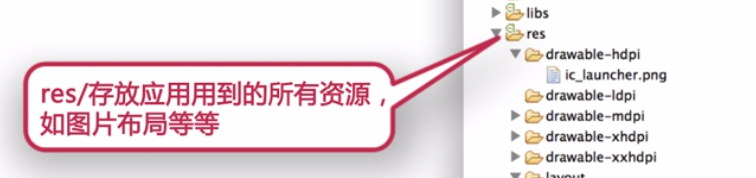 libs
res
drawable-hdpi
ic_launcher.png
drawable-ldpi
drawable-mdpi
drawable-xhdpi
drawable-xxhdpi
layout
res/存放应用用到的所有资源，
如图片布局等等